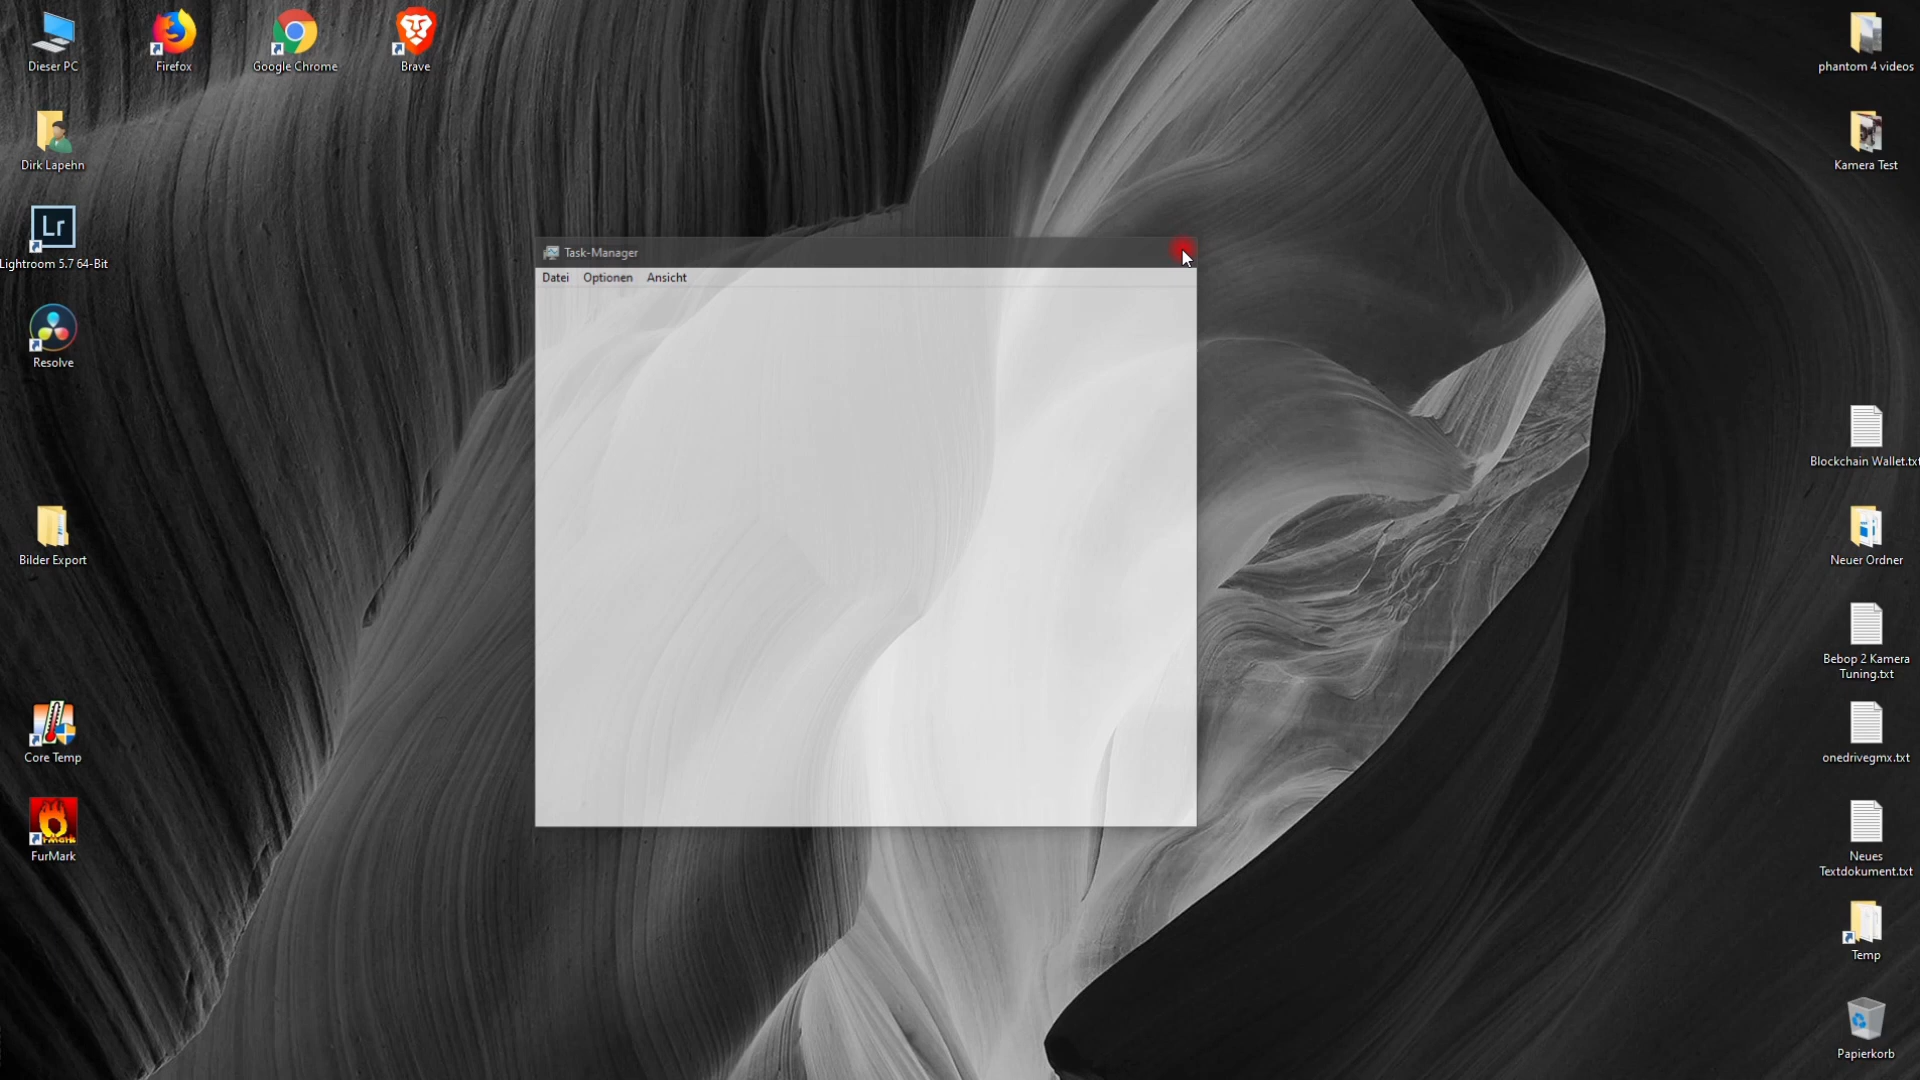 Dieser PC
Firefox
Google Chrome
Brave
phantom 4 videos
Dirk Lapehn
Kamera Test
Lr
Lightroom 5.7 64-Bit
Task-Manager
Datei Optionen Ansicht
Resolve
Blockchain Wallet.txt
Bilder Export
Neuer Ordner
Bebop 2 Kamera
Tuning.txt
Core Temp
onedrivegmx.txt
FurMark
Neues
Textdokument.txt
Temp
Papierkorb